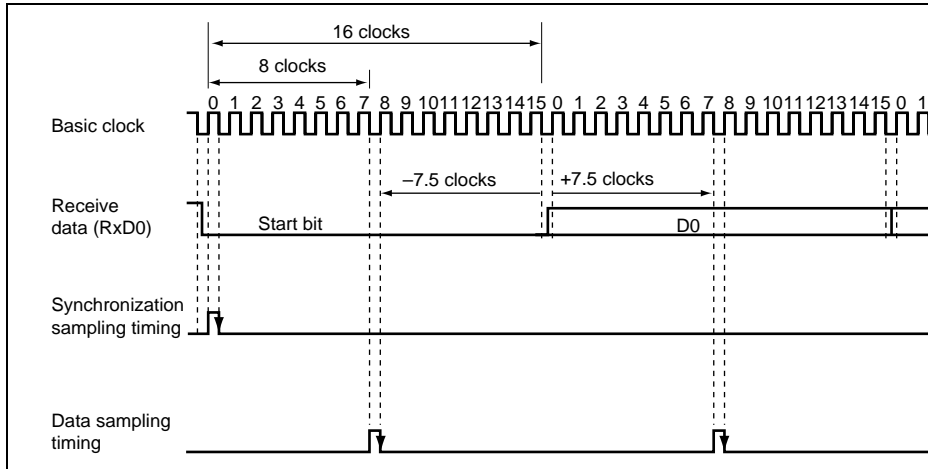 16 clocks
8 clocks
0 1 2 3 4 5 6 7 8 9 10 11 12 13 14 15 0 1 2 3 4 5 6 7 8 9 10 11 12 13 14 15 0 1
Basic clock
–7.5 clocks
+7.5 clocks
Receive
data (RxD0)
Start bit
D0
Synchronization
sampling timing
Data sampling
timing